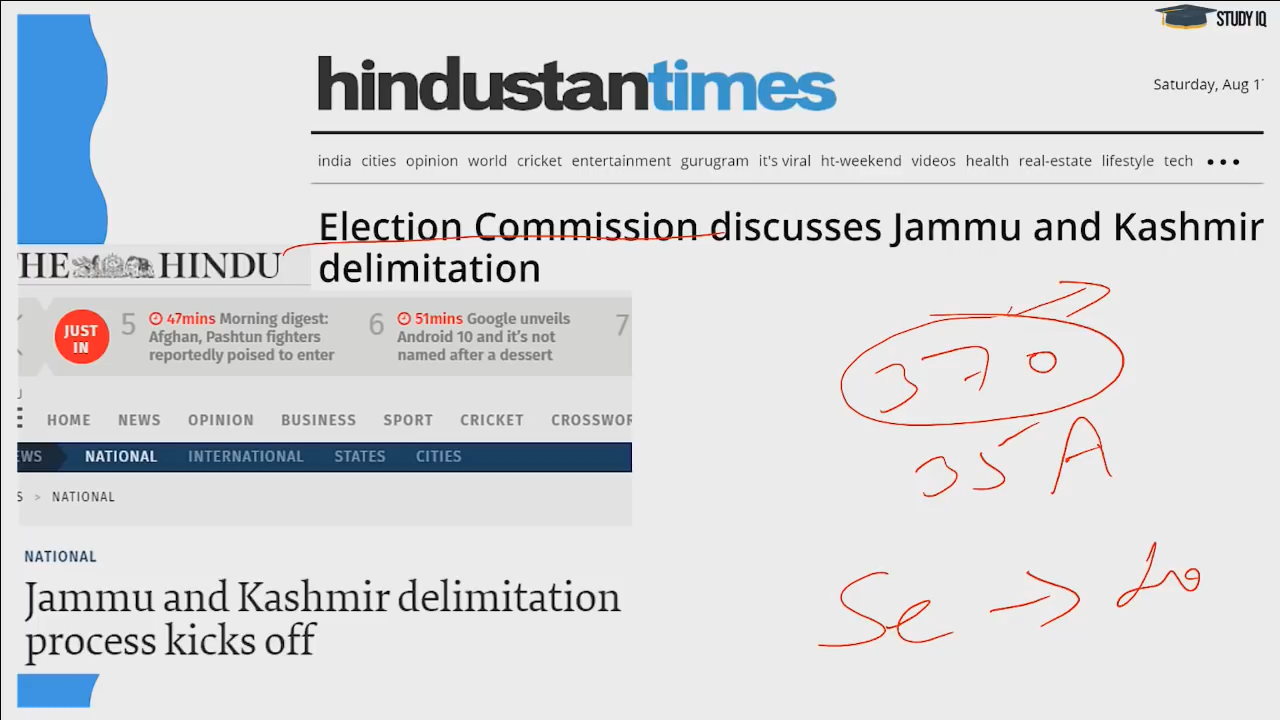 STUDY IQ
hindustantimes
Saturday, Aug 1
india cities opinion world cricket entertainment gurugram it's viral ht-weekend videos health real-estate lifestyle tech
Election Commission discusses Jammu and Kashmir
delimitation
THE HINDU
JUST
IN
5 47mins Morning digest:
Afghan, Pashtun fighters
reportedly poised to enter
6 51mins Google unveils
Android 10 and it's not
named after a dessert
7
HOME NEWS OPINION BUSINESS SPORT CRICKET CROSSWOR
EWS NATIONAL INTERNATIONAL STATES CITIES
S > NATIONAL
NATIONAL
Jammu and Kashmir delimitation
process kicks off
370
35 A
Se →